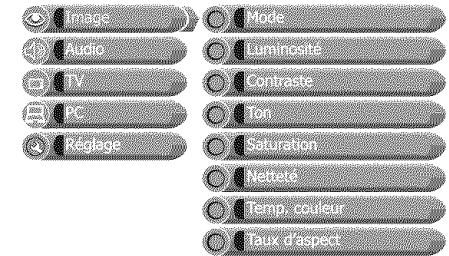 Image
Audio
TV
PC
Réglage
Mode
Luminosité
Contraste
Ton
Saturation
Netteté
Temp. couleur
Taux d'aspect